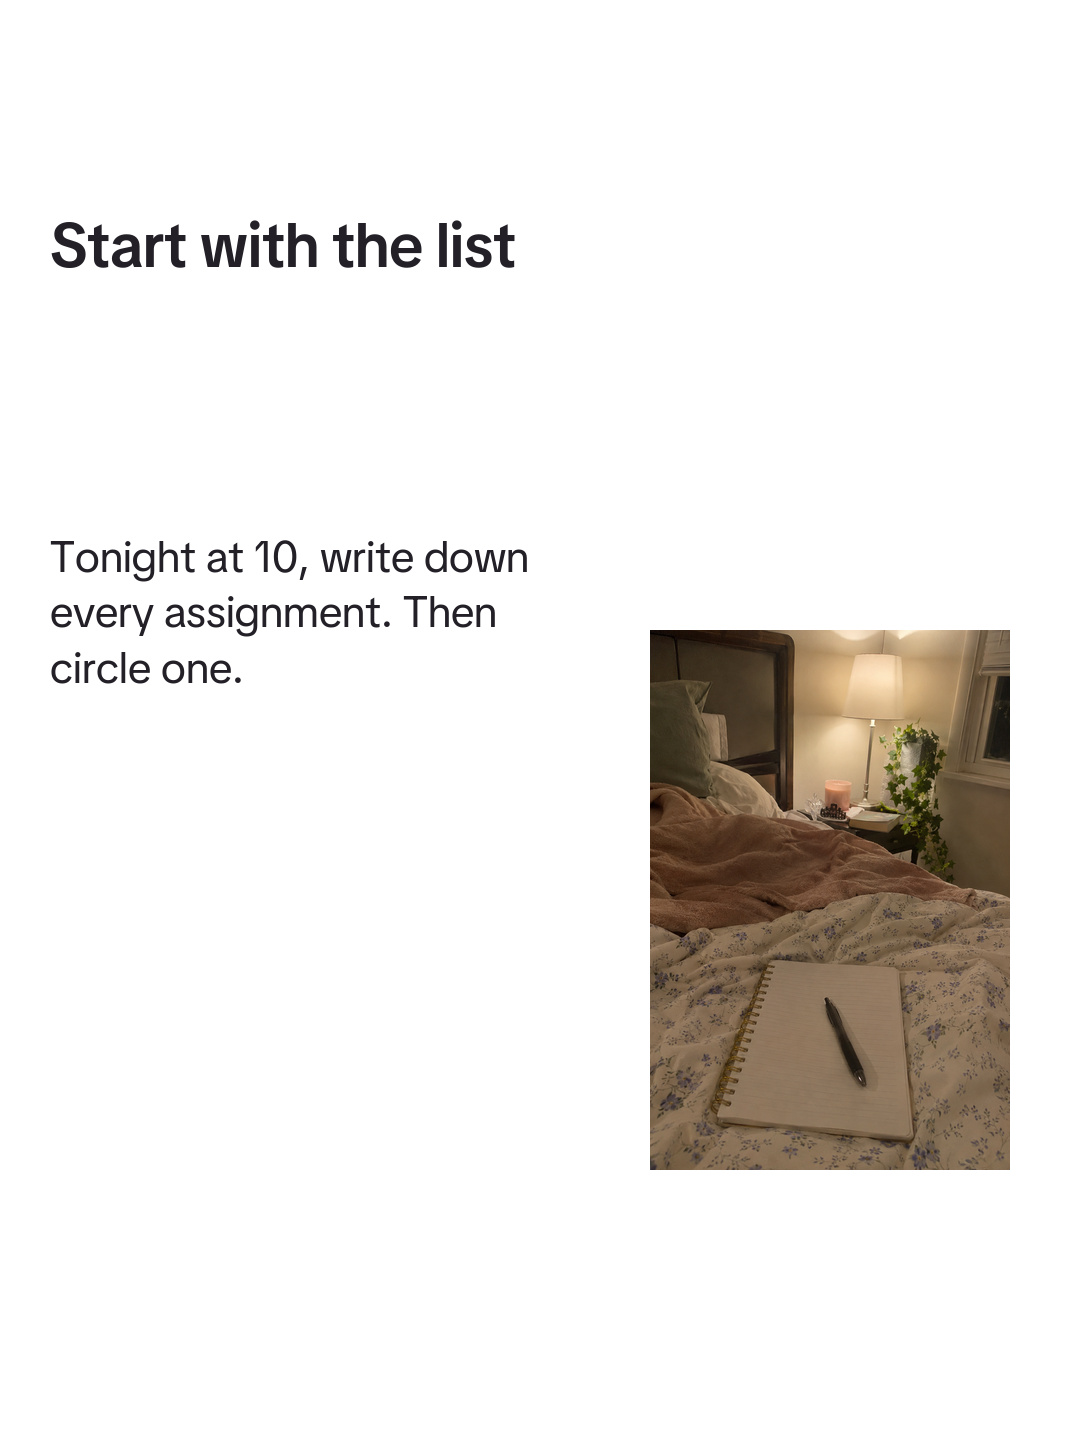 Start with the list
Tonight at 10, write down
every assignment. Then
circle one.